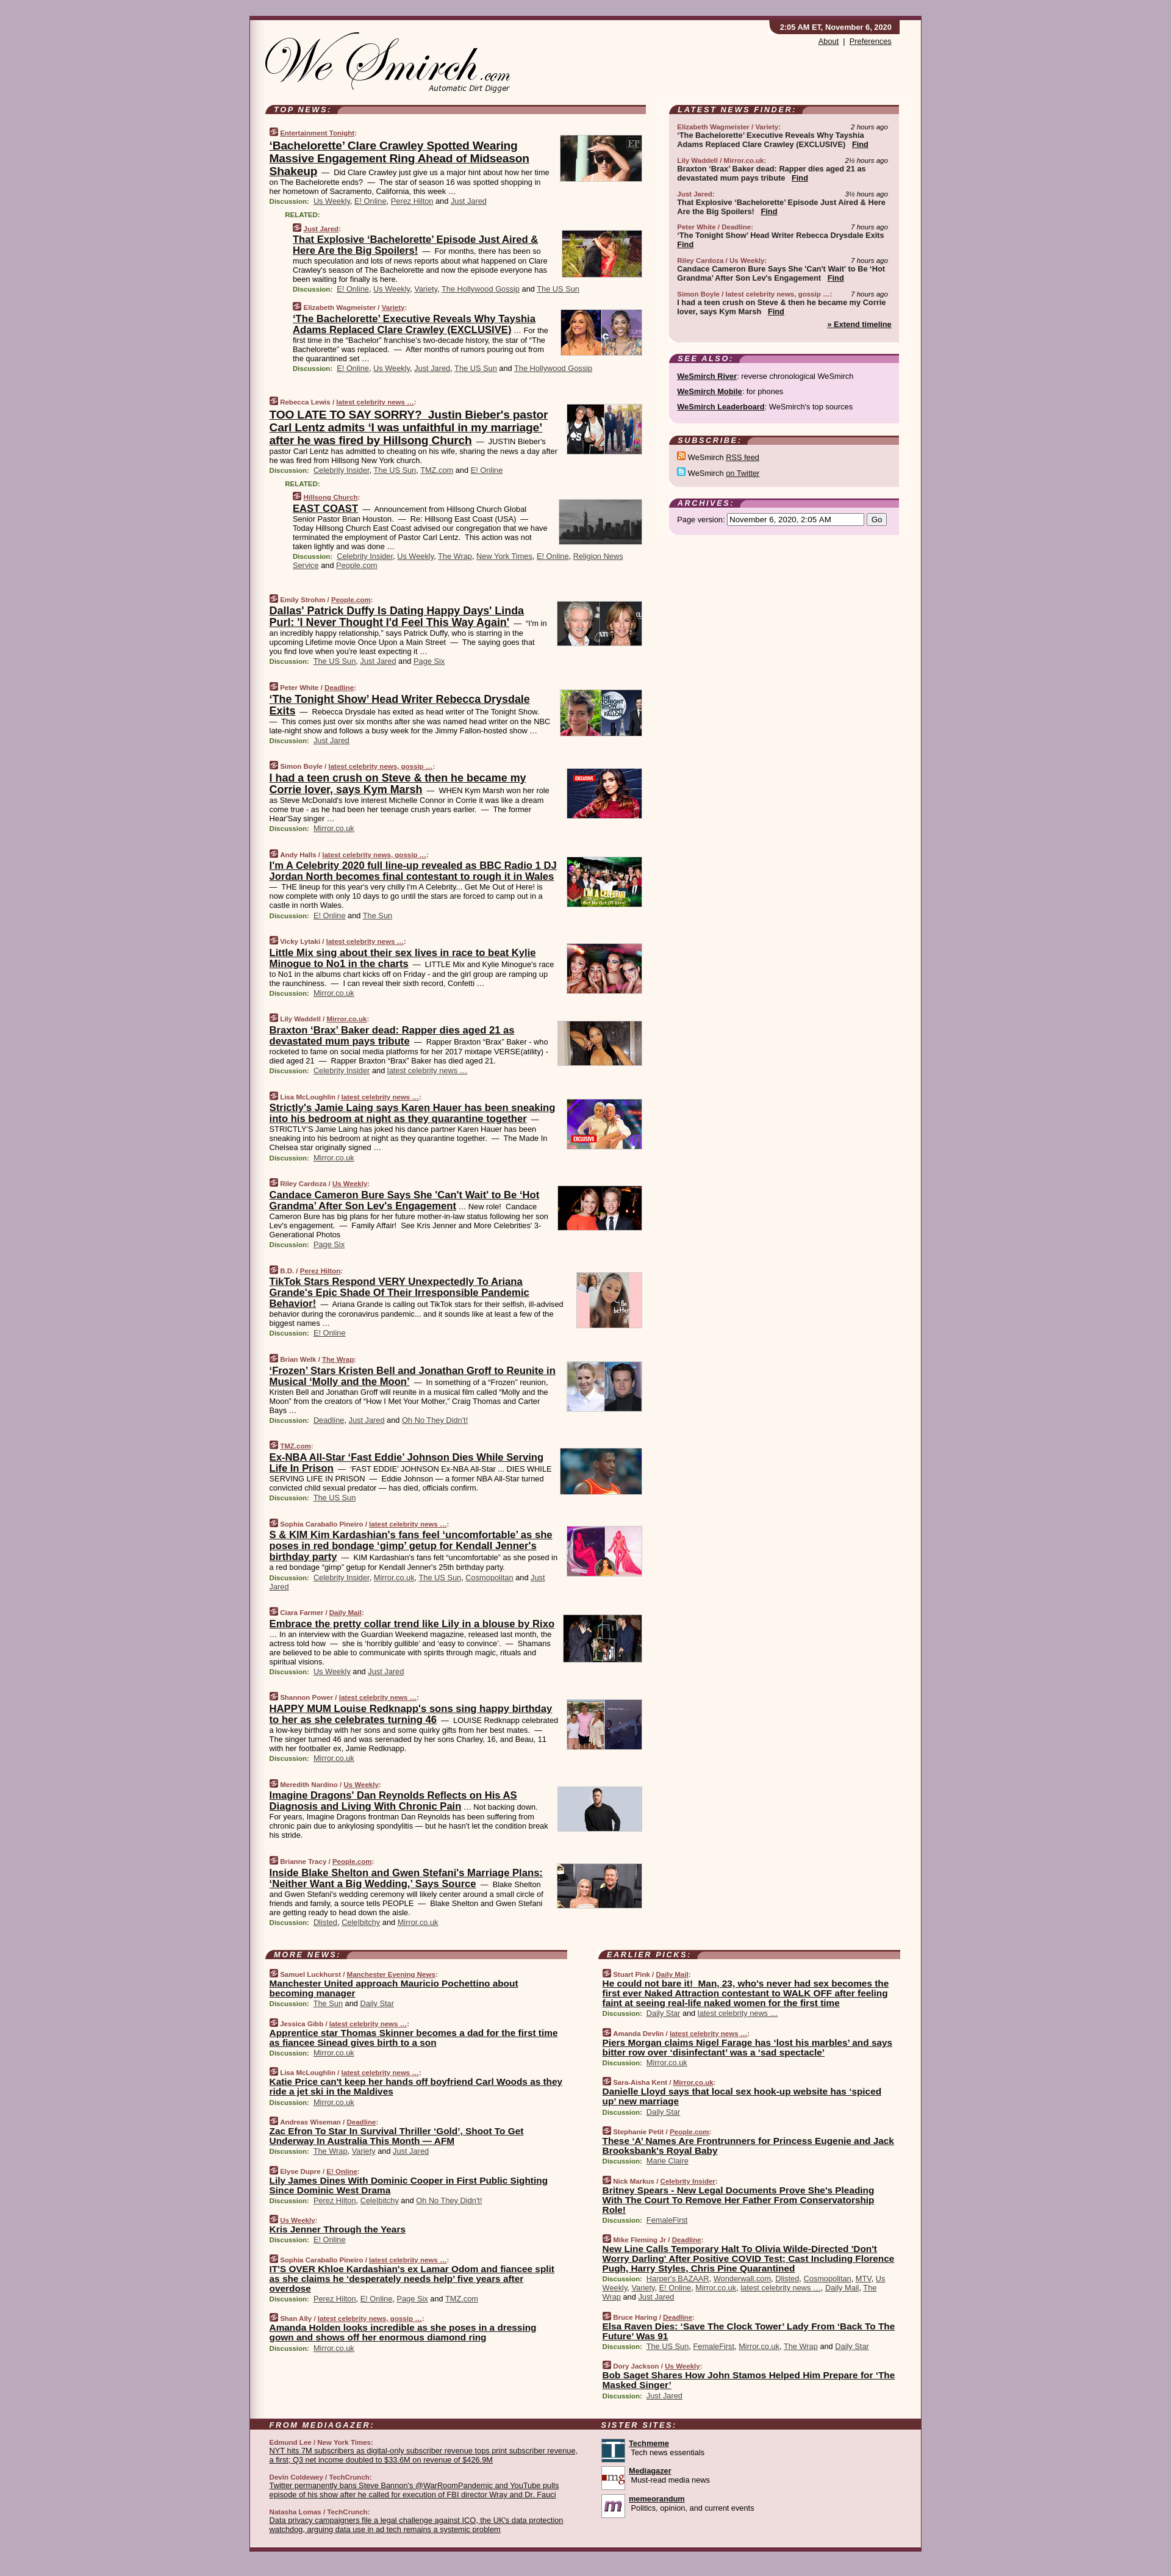 2:05 AM ET, November 6, 2020
About | Preferences
We Smirch.com
Automatic Dirt Digger
TOP NEWS:
Entertainment Tonight:
‘Bachelorette’ Clare Crawley Spotted Wearing
Massive Engagement Ring Ahead of Midseason
Shakeup — Did Clare Crawley just give us a major hint about how her time
on The Bachelorette ends? — The star of season 16 was spotted shopping in
her hometown of Sacramento, California, this week …
Discussion: Us Weekly, E! Online, Perez Hilton and Just Jared
RELATED:
Just Jared:
That Explosive ‘Bachelorette’ Episode Just Aired &
Here Are the Big Spoilers! — For months, there has been so
much speculation and lots of news reports about what happened on Clare
Crawley's season of The Bachelorette and now the episode everyone has
been waiting for finally is here.
Discussion: E! Online, Us Weekly, Variety, The Hollywood Gossip and The US Sun
Elizabeth Wagmeister / Variety:
‘The Bachelorette’ Executive Reveals Why Tayshia
Adams Replaced Clare Crawley (EXCLUSIVE) … For the
first time in the “Bachelor” franchise's two-decade history, the star of “The
Bachelorette” was replaced. — After months of rumors pouring out from
the quarantined set …
Discussion: E! Online, Us Weekly, Just Jared, The US Sun and The Hollywood Gossip
Rebecca Lewis / latest celebrity news …:
TOO LATE TO SAY SORRY? Justin Bieber's pastor
Carl Lentz admits ‘I was unfaithful in my marriage’
after he was fired by Hillsong Church — JUSTIN Bieber's
pastor Carl Lentz has admitted to cheating on his wife, sharing the news a day after
he was fired from Hillsong New York church.
Discussion: Celebrity Insider, The US Sun, TMZ.com and E! Online
RELATED:
Hillsong Church:
EAST COAST — Announcement from Hillsong Church Global
Senior Pastor Brian Houston. — Re: Hillsong East Coast (USA) —
Today Hillsong Church East Coast advised our congregation that we have
terminated the employment of Pastor Carl Lentz. This action was not
taken lightly and was done …
Discussion: Celebrity Insider, Us Weekly, The Wrap, New York Times, E! Online, Religion News
Service and People.com
Emily Strohm / People.com:
Dallas' Patrick Duffy Is Dating Happy Days' Linda
Purl: 'I Never Thought I'd Feel This Way Again' — “I'm in
an incredibly happy relationship,” says Patrick Duffy, who is starring in the
upcoming Lifetime movie Once Upon a Main Street — The saying goes that
you find love when you're least expecting it …
Discussion: The US Sun, Just Jared and Page Six
Peter White / Deadline:
‘The Tonight Show’ Head Writer Rebecca Drysdale
Exits — Rebecca Drysdale has exited as head writer of The Tonight Show.
— This comes just over six months after she was named head writer on the NBC
late-night show and follows a busy week for the Jimmy Fallon-hosted show …
Discussion: Just Jared
Simon Boyle / latest celebrity news, gossip …:
I had a teen crush on Steve & then he became my
Corrie lover, says Kym Marsh — WHEN Kym Marsh won her role
as Steve McDonald's love interest Michelle Connor in Corrie it was like a dream
come true - as he had been her teenage crush years earlier. — The former
Hear'Say singer …
Discussion: Mirror.co.uk
Andy Halls / latest celebrity news, gossip …:
I'm A Celebrity 2020 full line-up revealed as BBC Radio 1 DJ
Jordan North becomes final contestant to rough it in Wales
— THE lineup for this year's very chilly I'm A Celebrity... Get Me Out of Here! is
now complete with only 10 days to go until the stars are forced to camp out in a
castle in north Wales.
Discussion: E! Online and The Sun
Vicky Lytaki / latest celebrity news …:
Little Mix sing about their sex lives in race to beat Kylie
Minogue to No1 in the charts — LITTLE Mix and Kylie Minogue's race
to No1 in the albums chart kicks off on Friday - and the girl group are ramping up
the raunchiness. — I can reveal their sixth record, Confetti …
Discussion: Mirror.co.uk
Lily Waddell / Mirror.co.uk:
Braxton ‘Brax’ Baker dead: Rapper dies aged 21 as
devastated mum pays tribute — Rapper Braxton “Brax” Baker - who
rocketed to fame on social media platforms for her 2017 mixtape VERSE(atility) -
died aged 21 — Rapper Braxton “Brax” Baker has died aged 21.
Discussion: Celebrity Insider and latest celebrity news …
Lisa McLoughlin / latest celebrity news …:
Strictly's Jamie Laing says Karen Hauer has been sneaking
into his bedroom at night as they quarantine together —
STRICTLY'S Jamie Laing has joked his dance partner Karen Hauer has been
sneaking into his bedroom at night as they quarantine together. — The Made In
Chelsea star originally signed …
Discussion: Mirror.co.uk
Riley Cardoza / Us Weekly:
Candace Cameron Bure Says She 'Can't Wait' to Be ‘Hot
Grandma’ After Son Lev's Engagement … New role! Candace
Cameron Bure has big plans for her future mother-in-law status following her son
Lev's engagement. — Family Affair! See Kris Jenner and More Celebrities' 3-
Generational Photos
Discussion: Page Six
B.D. / Perez Hilton:
TikTok Stars Respond VERY Unexpectedly To Ariana
Grande's Epic Shade Of Their Irresponsible Pandemic
Behavior! — Ariana Grande is calling out TikTok stars for their selfish, ill-advised
behavior during the coronavirus pandemic... and it sounds like at least a few of the
biggest names …
Discussion: E! Online
Brian Welk / The Wrap:
‘Frozen’ Stars Kristen Bell and Jonathan Groff to Reunite in
Musical ‘Molly and the Moon’ — In something of a “Frozen” reunion,
Kristen Bell and Jonathan Groff will reunite in a musical film called “Molly and the
Moon” from the creators of “How I Met Your Mother,” Craig Thomas and Carter
Bays …
Discussion: Deadline, Just Jared and Oh No They Didn't!
TMZ.com:
Ex-NBA All-Star ‘Fast Eddie’ Johnson Dies While Serving
Life In Prison — ‘FAST EDDIE’ JOHNSON Ex-NBA All-Star ... DIES WHILE
SERVING LIFE IN PRISON — Eddie Johnson — a former NBA All-Star turned
convicted child sexual predator — has died, officials confirm.
Discussion: The US Sun
Sophia Caraballo Pineiro / latest celebrity news …:
S & KIM Kim Kardashian's fans feel ‘uncomfortable’ as she
poses in red bondage ‘gimp’ getup for Kendall Jenner's
birthday party — KIM Kardashian's fans felt “uncomfortable” as she posed in
a red bondage “gimp” getup for Kendall Jenner's 25th birthday party.
Discussion: Celebrity Insider, Mirror.co.uk, The US Sun, Cosmopolitan and Just
Jared
Ciara Farmer / Daily Mail:
Embrace the pretty collar trend like Lily in a blouse by Rixo
… In an interview with the Guardian Weekend magazine, released last month, the
actress told how — she is ‘horribly gullible’ and ‘easy to convince’. — Shamans
are believed to be able to communicate with spirits through magic, rituals and
spiritual visions.
Discussion: Us Weekly and Just Jared
Shannon Power / latest celebrity news …:
HAPPY MUM Louise Redknapp's sons sing happy birthday
to her as she celebrates turning 46 — LOUISE Redknapp celebrated
a low-key birthday with her sons and some quirky gifts from her best mates. —
The singer turned 46 and was serenaded by her sons Charley, 16, and Beau, 11
with her footballer ex, Jamie Redknapp.
Discussion: Mirror.co.uk
Meredith Nardino / Us Weekly:
Imagine Dragons' Dan Reynolds Reflects on His AS
Diagnosis and Living With Chronic Pain … Not backing down.
For years, Imagine Dragons frontman Dan Reynolds has been suffering from
chronic pain due to ankylosing spondylitis — but he hasn't let the condition break
his stride.
Brianne Tracy / People.com:
Inside Blake Shelton and Gwen Stefani's Marriage Plans:
‘Neither Want a Big Wedding,’ Says Source — Blake Shelton
and Gwen Stefani's wedding ceremony will likely center around a small circle of
friends and family, a source tells PEOPLE — Blake Shelton and Gwen Stefani
are getting ready to head down the aisle.
Discussion: Dlisted, Cele|bitchy and Mirror.co.uk
LATEST NEWS FINDER:
Elizabeth Wagmeister / Variety: 2 hours ago
‘The Bachelorette’ Executive Reveals Why Tayshia
Adams Replaced Clare Crawley (EXCLUSIVE) Find
Lily Waddell / Mirror.co.uk: 2½ hours ago
Braxton ‘Brax’ Baker dead: Rapper dies aged 21 as
devastated mum pays tribute Find
Just Jared: 3½ hours ago
That Explosive ‘Bachelorette’ Episode Just Aired & Here
Are the Big Spoilers! Find
Peter White / Deadline: 7 hours ago
‘The Tonight Show’ Head Writer Rebecca Drysdale Exits
Find
Riley Cardoza / Us Weekly: 7 hours ago
Candace Cameron Bure Says She 'Can't Wait' to Be ‘Hot
Grandma’ After Son Lev's Engagement Find
Simon Boyle / latest celebrity news, gossip …: 7 hours ago
I had a teen crush on Steve & then he became my Corrie
lover, says Kym Marsh Find
» Extend timeline
SEE ALSO:
WeSmirch River: reverse chronological WeSmirch
WeSmirch Mobile: for phones
WeSmirch Leaderboard: WeSmirch's top sources
SUBSCRIBE:
WeSmirch RSS feed
WeSmirch on Twitter
ARCHIVES:
Page version: November 6, 2020, 2:05 AM Go
MORE NEWS:
Samuel Luckhurst / Manchester Evening News:
Manchester United approach Mauricio Pochettino about
becoming manager
Discussion: The Sun and Daily Star
Jessica Gibb / latest celebrity news …:
Apprentice star Thomas Skinner becomes a dad for the first time
as fiancee Sinead gives birth to a son
Discussion: Mirror.co.uk
Lisa McLoughlin / latest celebrity news …:
Katie Price can't keep her hands off boyfriend Carl Woods as they
ride a jet ski in the Maldives
Discussion: Mirror.co.uk
Andreas Wiseman / Deadline:
Zac Efron To Star In Survival Thriller ‘Gold’, Shoot To Get
Underway In Australia This Month — AFM
Discussion: The Wrap, Variety and Just Jared
Elyse Dupre / E! Online:
Lily James Dines With Dominic Cooper in First Public Sighting
Since Dominic West Drama
Discussion: Perez Hilton, Cele|bitchy and Oh No They Didn't!
Us Weekly:
Kris Jenner Through the Years
Discussion: E! Online
Sophia Caraballo Pineiro / latest celebrity news …:
IT'S OVER Khloe Kardashian's ex Lamar Odom and fiancee split
as she claims he ‘desperately needs help’ five years after
overdose
Discussion: Perez Hilton, E! Online, Page Six and TMZ.com
Shan Ally / latest celebrity news, gossip …:
Amanda Holden looks incredible as she poses in a dressing
gown and shows off her enormous diamond ring
Discussion: Mirror.co.uk
EARLIER PICKS:
Stuart Pink / Daily Mail:
He could not bare it! Man, 23, who's never had sex becomes the
first ever Naked Attraction contestant to WALK OFF after feeling
faint at seeing real-life naked women for the first time
Discussion: Daily Star and latest celebrity news …
Amanda Devlin / latest celebrity news …:
Piers Morgan claims Nigel Farage has ‘lost his marbles’ and says
bitter row over ‘disinfectant’ was a ‘sad spectacle’
Discussion: Mirror.co.uk
Sara-Aisha Kent / Mirror.co.uk:
Danielle Lloyd says that local sex hook-up website has ‘spiced
up’ new marriage
Discussion: Daily Star
Stephanie Petit / People.com:
These ‘A’ Names Are Frontrunners for Princess Eugenie and Jack
Brooksbank's Royal Baby
Discussion: Marie Claire
Nick Markus / Celebrity Insider:
Britney Spears - New Legal Documents Prove She's Pleading
With The Court To Remove Her Father From Conservatorship
Role!
Discussion: FemaleFirst
Mike Fleming Jr / Deadline:
New Line Calls Temporary Halt To Olivia Wilde-Directed 'Don't
Worry Darling' After Positive COVID Test; Cast Including Florence
Pugh, Harry Styles, Chris Pine Quarantined
Discussion: Harper's BAZAAR, Wonderwall.com, Dlisted, Cosmopolitan, MTV, Us
Weekly, Variety, E! Online, Mirror.co.uk, latest celebrity news …, Daily Mail, The
Wrap and Just Jared
Bruce Haring / Deadline:
Elsa Raven Dies: ‘Save The Clock Tower’ Lady From ‘Back To The
Future’ Was 91
Discussion: The US Sun, FemaleFirst, Mirror.co.uk, The Wrap and Daily Star
Dory Jackson / Us Weekly:
Bob Saget Shares How John Stamos Helped Him Prepare for ‘The
Masked Singer’
Discussion: Just Jared
FROM MEDIAGAZER:
Edmund Lee / New York Times:
NYT hits 7M subscribers as digital-only subscriber revenue tops print subscriber revenue,
a first; Q3 net income doubled to $33.6M on revenue of $426.9M
Devin Coldewey / TechCrunch:
Twitter permanently bans Steve Bannon's @WarRoomPandemic and YouTube pulls
episode of his show after he called for execution of FBI director Wray and Dr. Fauci
Natasha Lomas / TechCrunch:
Data privacy campaigners file a legal challenge against ICO, the UK's data protection
watchdog, arguing data use in ad tech remains a systemic problem
SISTER SITES:
Techmeme
Tech news essentials
Mediagazer
Must-read media news
memeorandum
Politics, opinion, and current events